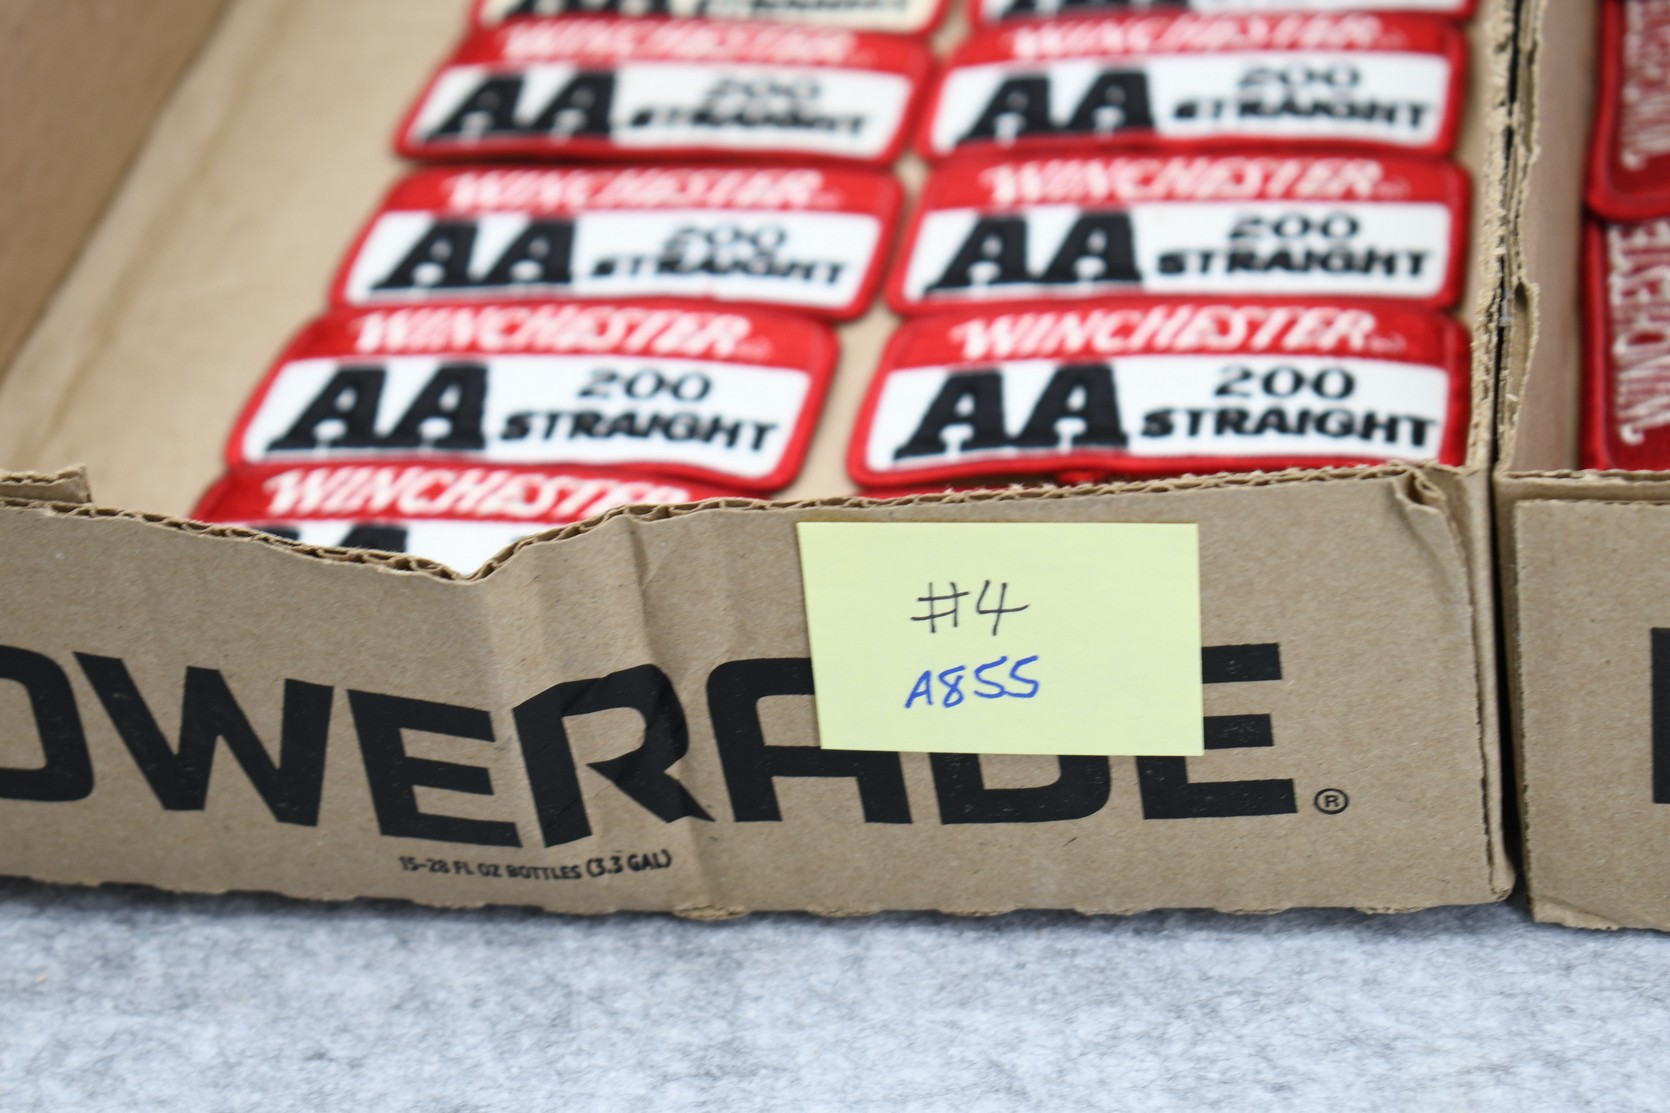 STRAIGHT
WINCHESTER
AA 200
STRAIGHT
WINCHESTER
AA 200
STRAIGHT
WINCHESTER
AA 200
STRAIGHT
WINCHESTER
AA 200
STRAIGHT
WINCHESTER
AA 200
STRAIGHT
WINCHESTER
AA 200
STRAIGHT
WINCHESTER
#4
A855
OWERADE®
15-28 FL OZ BOTTLES (3.3 GAL)